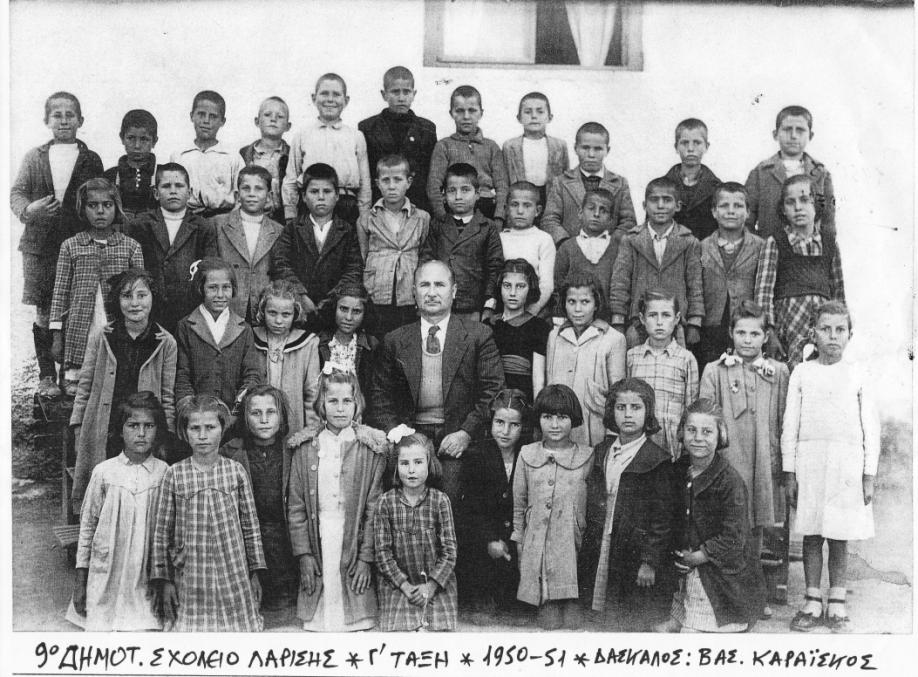 9ο ΔΗΜΟΤ. ΣΧΟΛΕΙΟ ΛΑΡΙΣΗΣ * Γ' ΤΑΞΗ * 1950-51 * ΔΑΣΚΑΛΟΣ: ΒΑΣ. ΚΑΡΑΪΣΚΟΣ